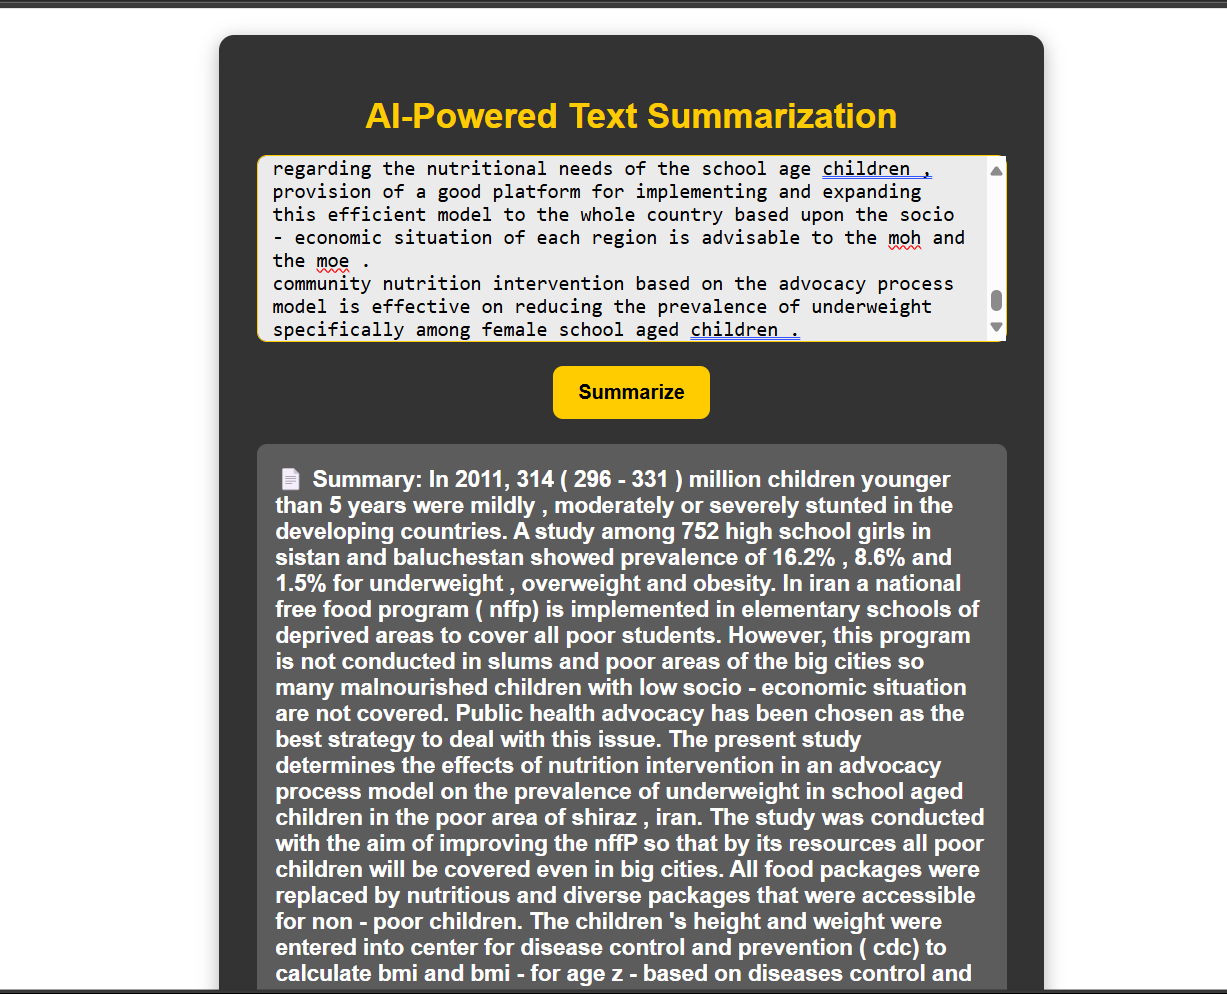 AI-Powered Text Summarization
regarding the nutritional needs of the school age children ,
provision of a good platform for implementing and expanding
this efficient model to the whole country based upon the socio
- economic situation of each region is advisable to the moh and
the moe .
community nutrition intervention based on the advocacy process
model is effective on reducing the prevalence of underweight
specifically among female school aged children .
Summarize
Summary: In 2011, 314 ( 296 - 331 ) million children younger
than 5 years were mildly , moderately or severely stunted in the
developing countries. A study among 752 high school girls in
sistan and baluchestan showed prevalence of 16.2% , 8.6% and
1.5% for underweight , overweight and obesity. In iran a national
free food program ( nffp) is implemented in elementary schools of
deprived areas to cover all poor students. However, this program
is not conducted in slums and poor areas of the big cities so
many malnourished children with low socio - economic situation
are not covered. Public health advocacy has been chosen as the
best strategy to deal with this issue. The present study
determines the effects of nutrition intervention in an advocacy
process model on the prevalence of underweight in school aged
children in the poor area of shiraz , iran. The study was conducted
with the aim of improving the nffP so that by its resources all poor
children will be covered even in big cities. All food packages were
replaced by nutritious and diverse packages that were accessible
for non - poor children. The children 's height and weight were
entered into center for disease control and prevention ( cdc) to
calculate bmi and bmi - for age z - based on diseases control and